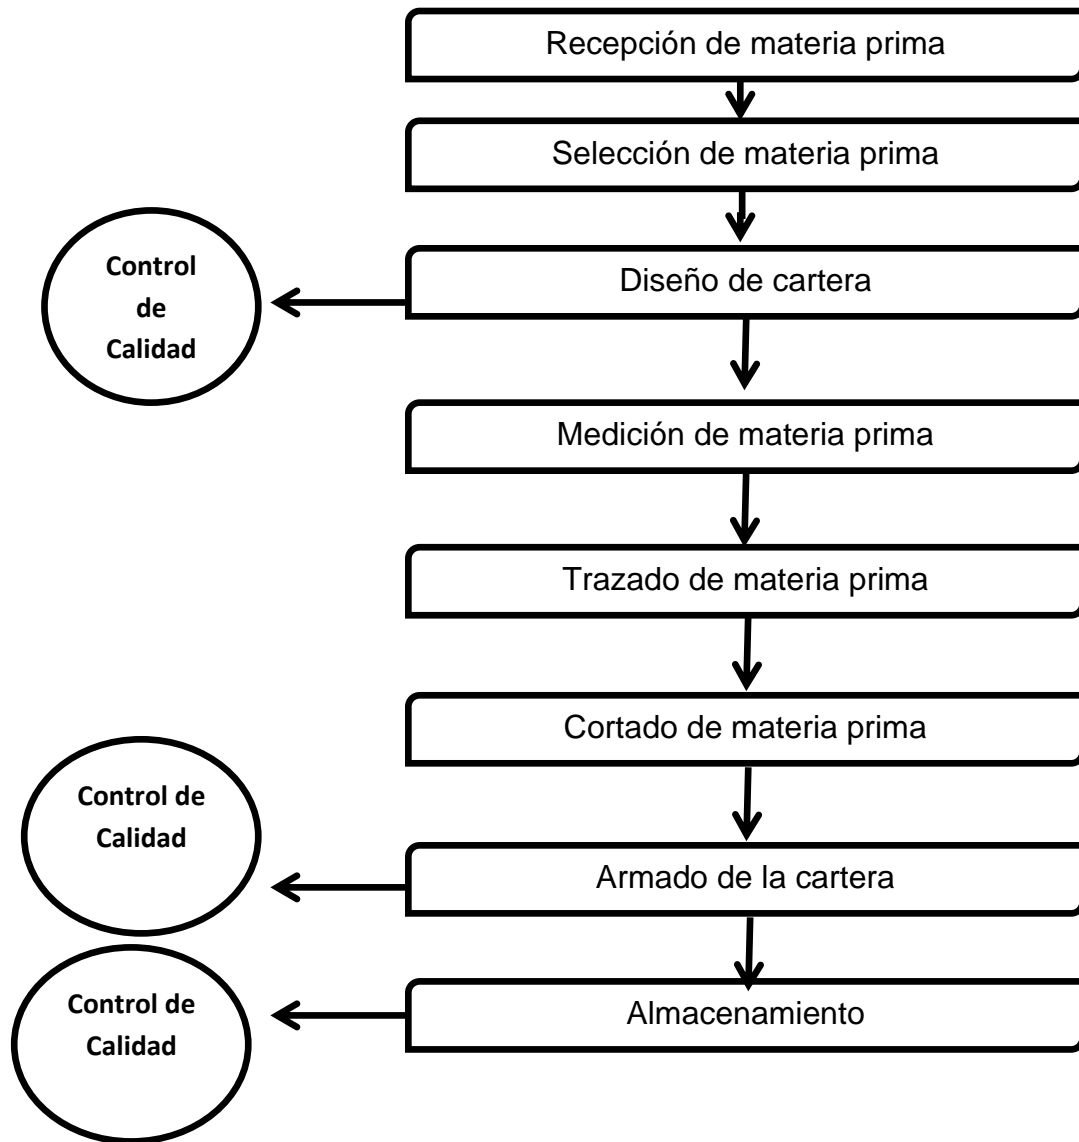 Recepción de materia prima
Selección de materia prima
Control
de
Calidad
Diseño de cartera
Medición de materia prima
Trazado de materia prima
Cortado de materia prima
Control de
Calidad
Armado de la cartera
Control de
Calidad
Almacenamiento